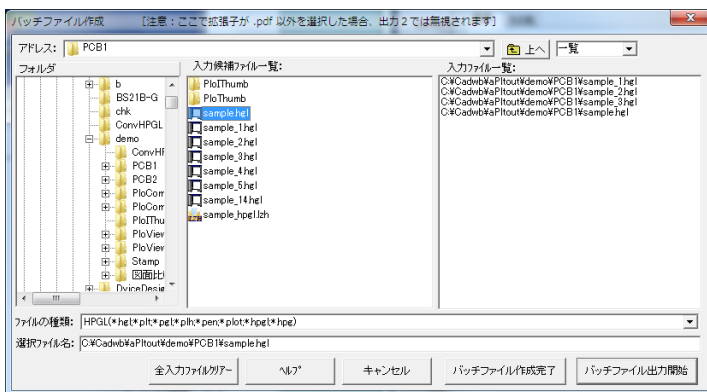 バッチファイル作成 [注意：ここで拡張子が .pdf 以外を選択した場合、出力２では無視されます]
アドレス: PCB1 上へ 一覧
フォルダ
b
BS21B-G
chk
ConvHPGL
demo
ConvHF
PCB1
PCB2
PloCom
PloCom
PloIThu
PloView
PloView
Stamp
図面比
DviceDesig
入力候補ファイル一覧:
PloIThumb
PloThumb
sample.hgl
sample_1.hgl
sample_2.hgl
sample_3.hgl
sample_4.hgl
sample_5.hgl
sample_14.hgl
sample_hpgl.lzh
入力ファイル一覧:
C:¥Cadwb¥aPltout¥demo¥PCB1¥sample_1.hgl
C:¥Cadwb¥aPltout¥demo¥PCB1¥sample_2.hgl
C:¥Cadwb¥aPltout¥demo¥PCB1¥sample_3.hgl
C:¥Cadwb¥aPltout¥demo¥PCB1¥sample.hgl
ファイルの種類: HPGL(*.hgl;*.plt;*.pgl;*.plh;*.pen;*.plot;*.hpgl;*.hpg)
選択ファイル名: C:¥Cadwb¥aPltout¥demo¥PCB1¥sample.hgl
全入力ファイルクリアー ヘルプ キャンセル バッチファイル作成完了 バッチファイル出力開始